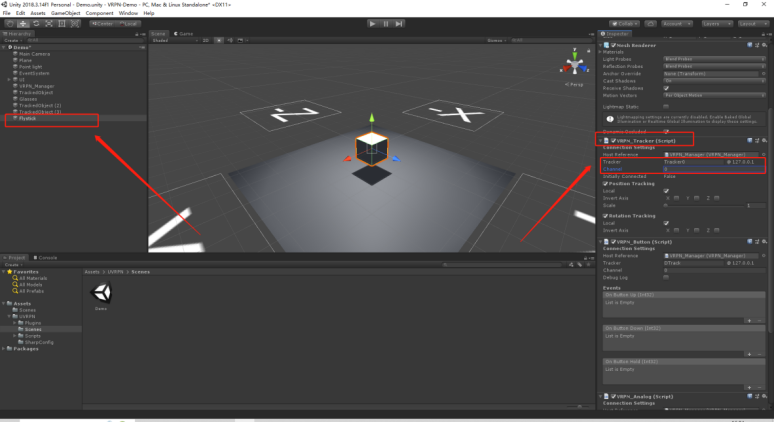 Unity 2018.3.14f1 Personal - Demo.unity - VRPN-Demo - PC, Mac & Linux Standalone* <DX11>
File Edit Assets GameObject Component Window Help
Center Local
Collab Account Layers Layout
Hierarchy
Create
Demo*
Main Camera
Plane
Point light
EventSystem
UI
VRPN_Manager
TrackedObject
Glasses
TrackedObject (2)
TrackedObject (3)
Flystick
Scene Game
Shaded 2D Gizmos
y
x
z
Persp
Z
-X
Project Console
Create
Favorites
All Materials
All Models
All Prefabs
Assets
Scenes
UVRPN
Plugins
Scenes
Scripts
SharpConfig
Packages
Assets > UVRPN > Scenes
Demo
Inspector
Mesh Renderer
Materials
Light Probes Blend Probes
Reflection Probes Blend Probes
Anchor Override None (Transform)
Cast Shadows On
Receive Shadows
Motion Vectors Per Object Motion
Lightmap Static
Lightmapping settings are currently disabled. Enable Baked Global
Illumination or Realtime Global Illumination to display these settings.
Dynamic Occluded
VRPN_Tracker (Script)
Connection Settings
Host Reference VRPN_Manager (VRPN_Manager)
Tracker @ 127.0.0.1
Channel
Initially Connected False
Position Tracking
Local
Invert Axis X Y Z
Scale 1
Rotation Tracking
Local
Invert Axis X Y Z
VRPN_Button (Script)
Connection Settings
Host Reference VRPN_Manager (VRPN_Manager)
Tracker DTrack @ 127.0.0.1
Channel 0
Debug Log
Events
On Button Up (Int32)
List is Empty
On Button Down (Int32)
List is Empty
On Button Hold (Int32)
List is Empty
VRPN_Analog (Script)
Connection Settings